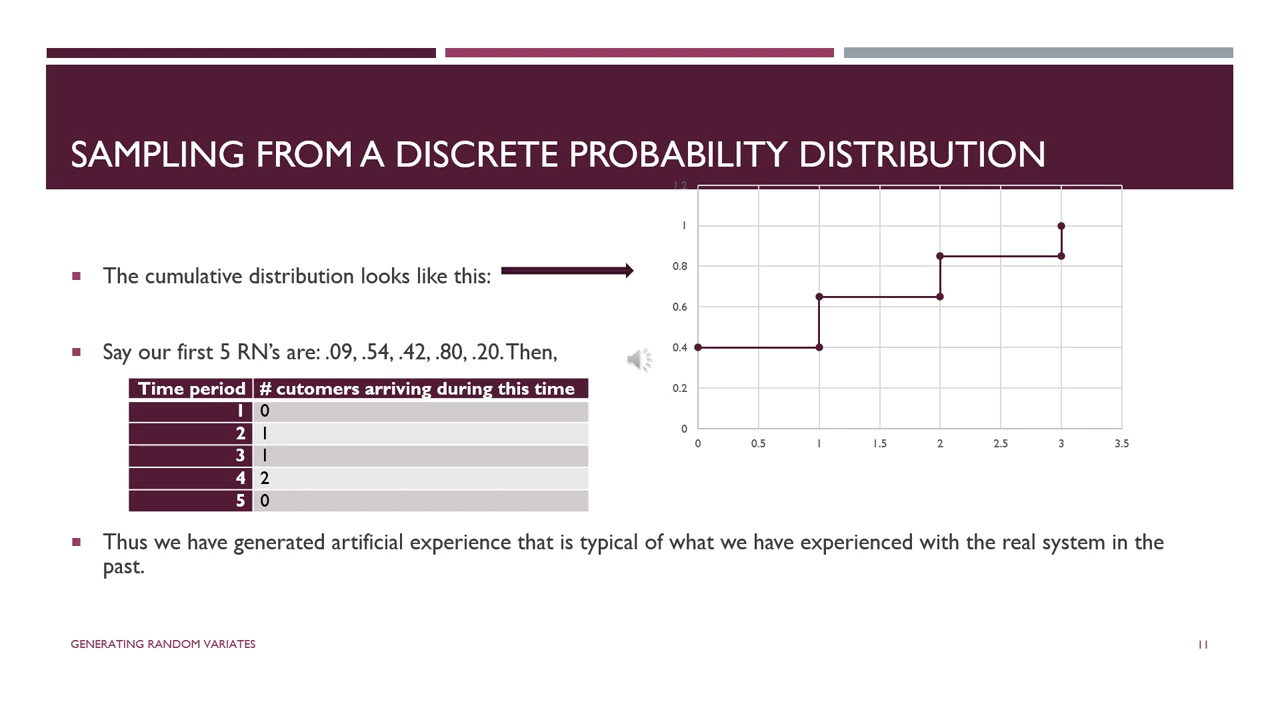 SAMPLING FROM A DISCRETE PROBABILITY DISTRIBUTION
■ The cumulative distribution looks like this:
■ Say our first 5 RN's are: .09, .54, .42, .80, .20. Then,
Time period # cutomers arriving during this time
1 0
2 1
3 1
4 2
5 0
1.2
1
0.8
0.6
0.4
0.2
0
0 0.5 1 1.5 2 2.5 3 3.5
■ Thus we have generated artificial experience that is typical of what we have experienced with the real system in the
past.
GENERATING RANDOM VARIATES
11